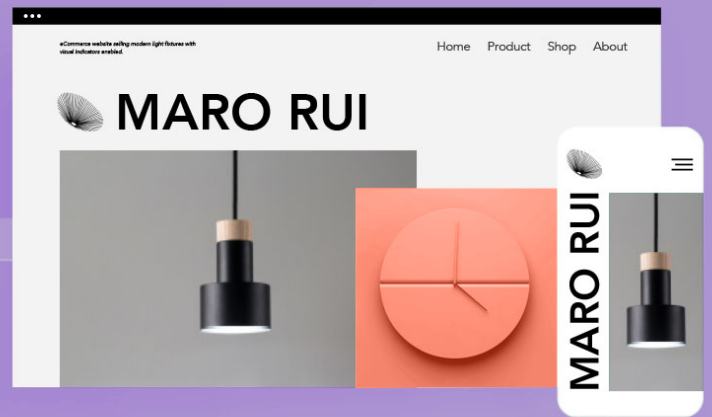 eCommerce website selling modern light fixtures with
visual indicators enabled.
Home Product Shop About
MARO RUI
MARO RUI